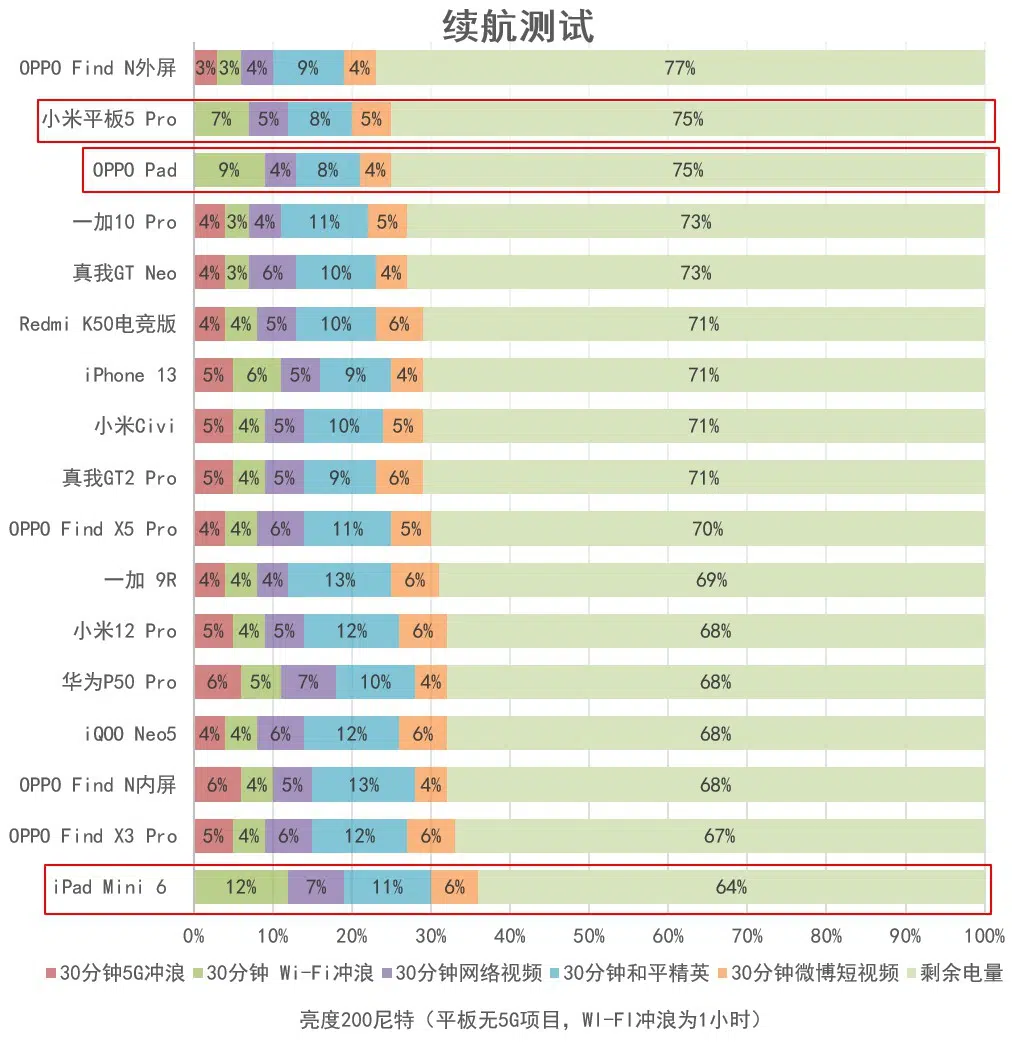 续航测试
OPPO Find N外屏 3% 3% 4% 9% 4% 77%
小米平板5 Pro 7% 5% 8% 5% 75%
OPPO Pad 9% 4% 8% 4% 75%
一加10 Pro 4% 3% 4% 11% 5% 73%
真我GT Neo 4% 3% 6% 10% 4% 73%
Redmi K50电竞版 4% 4% 5% 10% 6% 71%
iPhone 13 5% 6% 5% 9% 4% 71%
小米Civi 5% 4% 5% 10% 5% 71%
真我GT2 Pro 5% 4% 5% 9% 6% 71%
OPPO Find X5 Pro 4% 4% 6% 11% 5% 70%
一加 9R 4% 4% 4% 13% 6% 69%
小米12 Pro 5% 4% 5% 12% 6% 68%
华为P50 Pro 6% 5% 7% 10% 4% 68%
iQOO Neo5 4% 4% 6% 12% 6% 68%
OPPO Find N内屏 6% 4% 5% 13% 4% 68%
OPPO Find X3 Pro 5% 4% 6% 12% 6% 67%
iPad Mini 6 12% 7% 11% 6% 64%
0% 10% 20% 30% 40% 50% 60% 70% 80% 90% 100%
30分钟5G冲浪 30分钟 Wi-Fi冲浪 30分钟网络视频 30分钟和平精英 30分钟微博短视频 剩余电量
亮度200尼特（平板无5G项目，WI-FI冲浪为1小时）